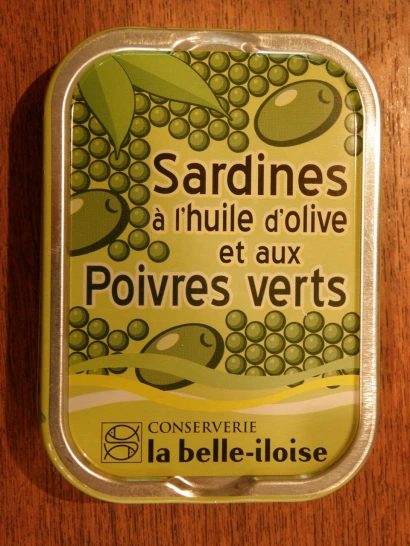 Sardines
à l'huile d'olive
et aux
Poivres verts
CONSERVERIE
la belle-iloise